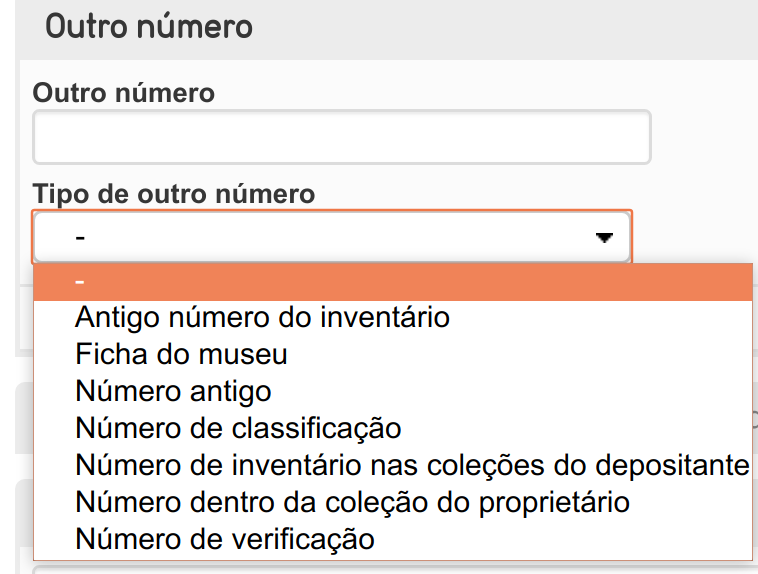 Outro número
Outro número
Tipo de outro número
-
-
Antigo número do inventário
Ficha do museu
Número antigo
Número de classificação
Número de inventário nas coleções do depositante
Número dentro da coleção do proprietário
Número de verificação